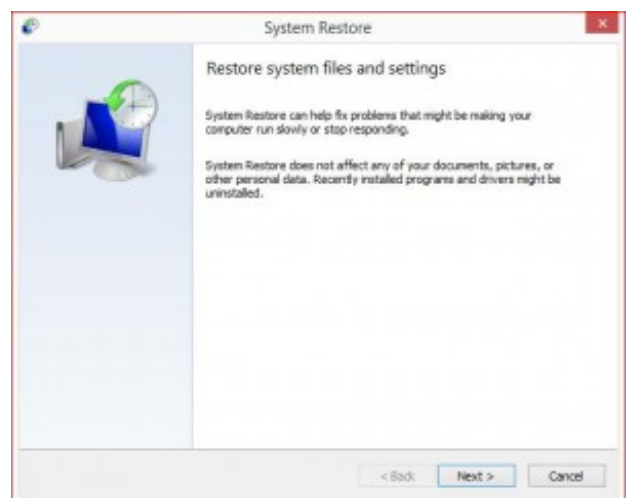 System Restore
Restore system files and settings
System Restore can help fix problems that might be making your
computer run slowly or stop responding.
System Restore does not affect any of your documents, pictures, or
other personal data. Recently installed programs and drivers might be
uninstalled.
< Back
Next >
Cancel